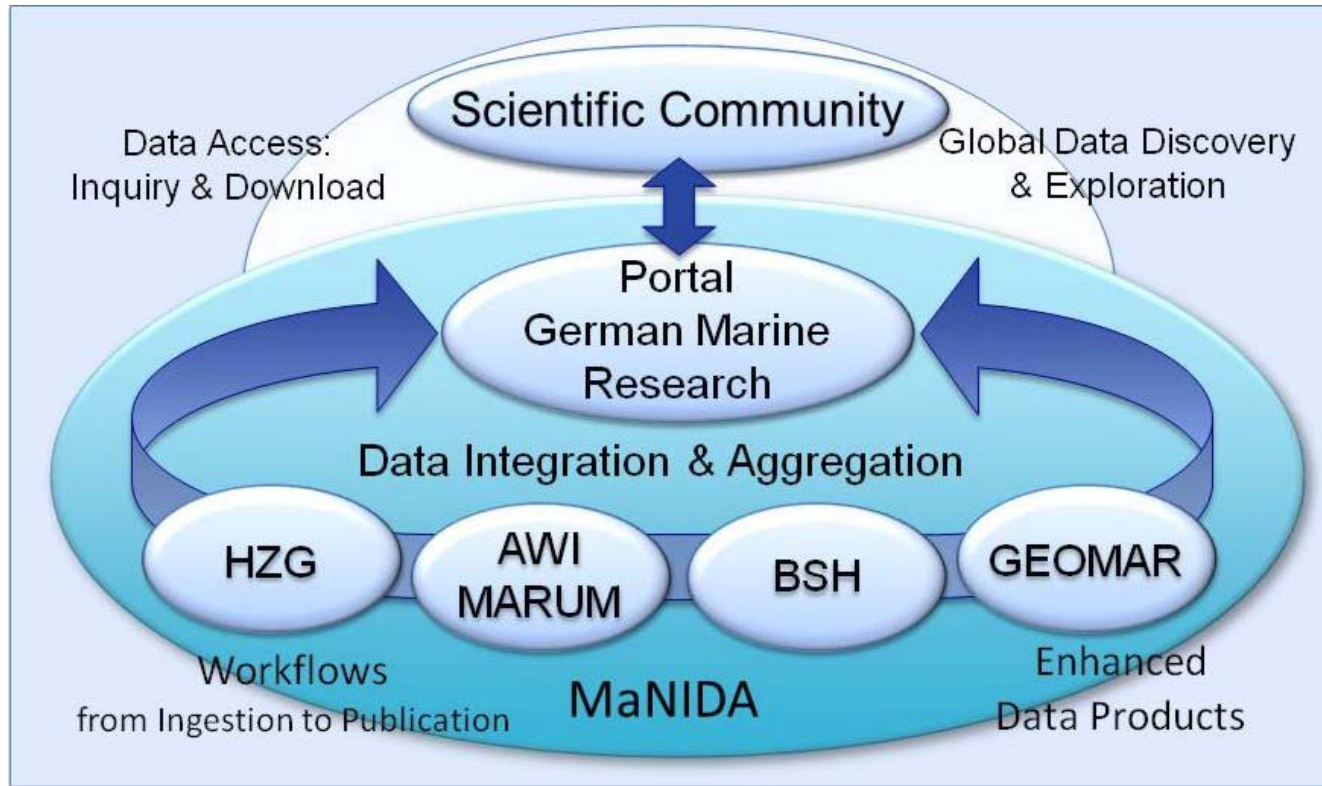 Scientific Community
Data Access:
Inquiry & Download
Global Data Discovery
& Exploration
Portal
German Marine
Research
Data Integration & Aggregation
HZG
AWI
MARUM
BSH
GEOMAR
Workflows
from Ingestion to Publication
MaNIDA
Enhanced
Data Products